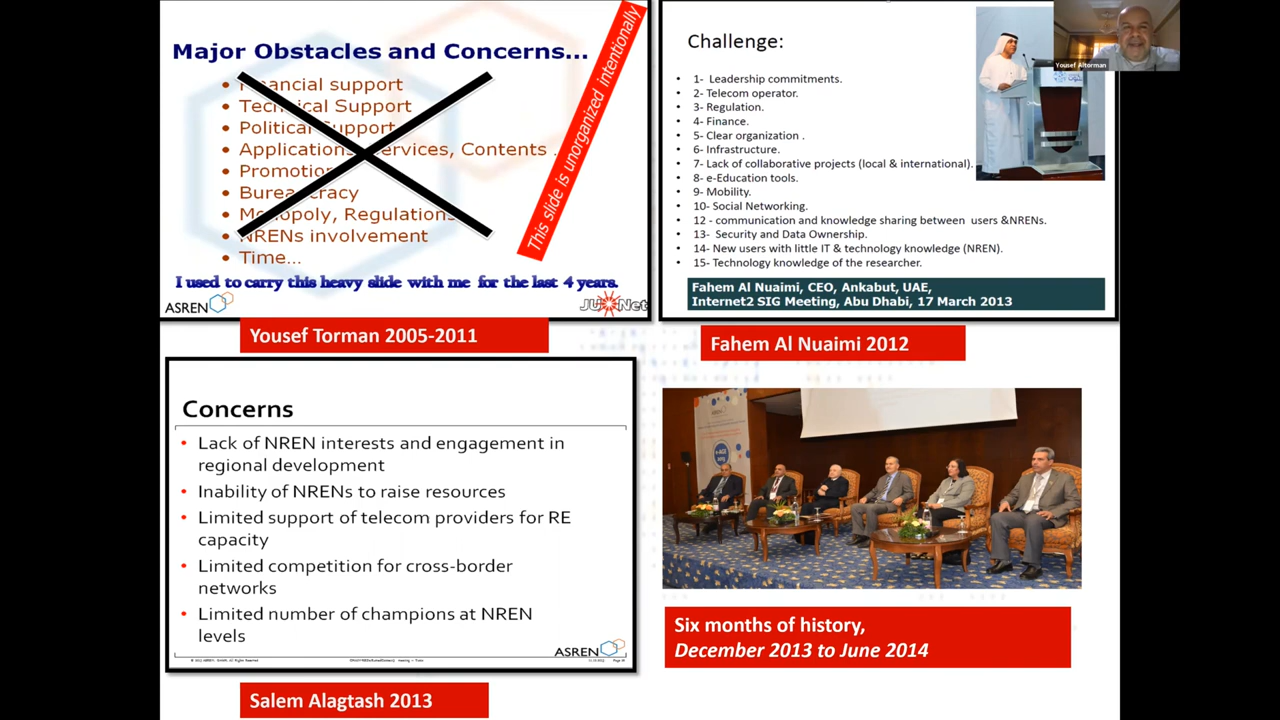 Major Obstacles and Concerns...
• Financial support
• Technical Support
• Political Support
• Applications, Services, Contents .
• Promotion
• Bureaucracy
• Monopoly, Regulations
• NRENs involvement
• Time...
This slide is unorganized intentionally
I used to carry this heavy slide with me for the last 4 years.
ASREN
JUNet
Yousef Torman 2005-2011
Challenge:
• 1- Leadership commitments.
• 2- Telecom operator.
• 3- Regulation.
• 4- Finance.
• 5- Clear organization .
• 6- Infrastructure.
• 7- Lack of collaborative projects (local & international).
• 8- e-Education tools.
• 9- Mobility.
• 10- Social Networking.
• 12 - communication and knowledge sharing between users &NRENs.
• 13- Security and Data Ownership.
• 14- New users with little IT & technology knowledge (NREN).
• 15- Technology knowledge of the researcher.
Fahem Al Nuaimi, CEO, Ankabut, UAE,
Internet2 SIG Meeting, Abu Dhabi, 17 March 2013
Yousef Altorman
Fahem Al Nuaimi 2012
Concerns
• Lack of NREN interests and engagement in
regional development
• Inability of NRENs to raise resources
• Limited support of telecom providers for RE
capacity
• Limited competition for cross-border
networks
• Limited number of champions at NREN
levels
ASREN
Salem Alagtash 2013
Six months of history,
December 2013 to June 2014